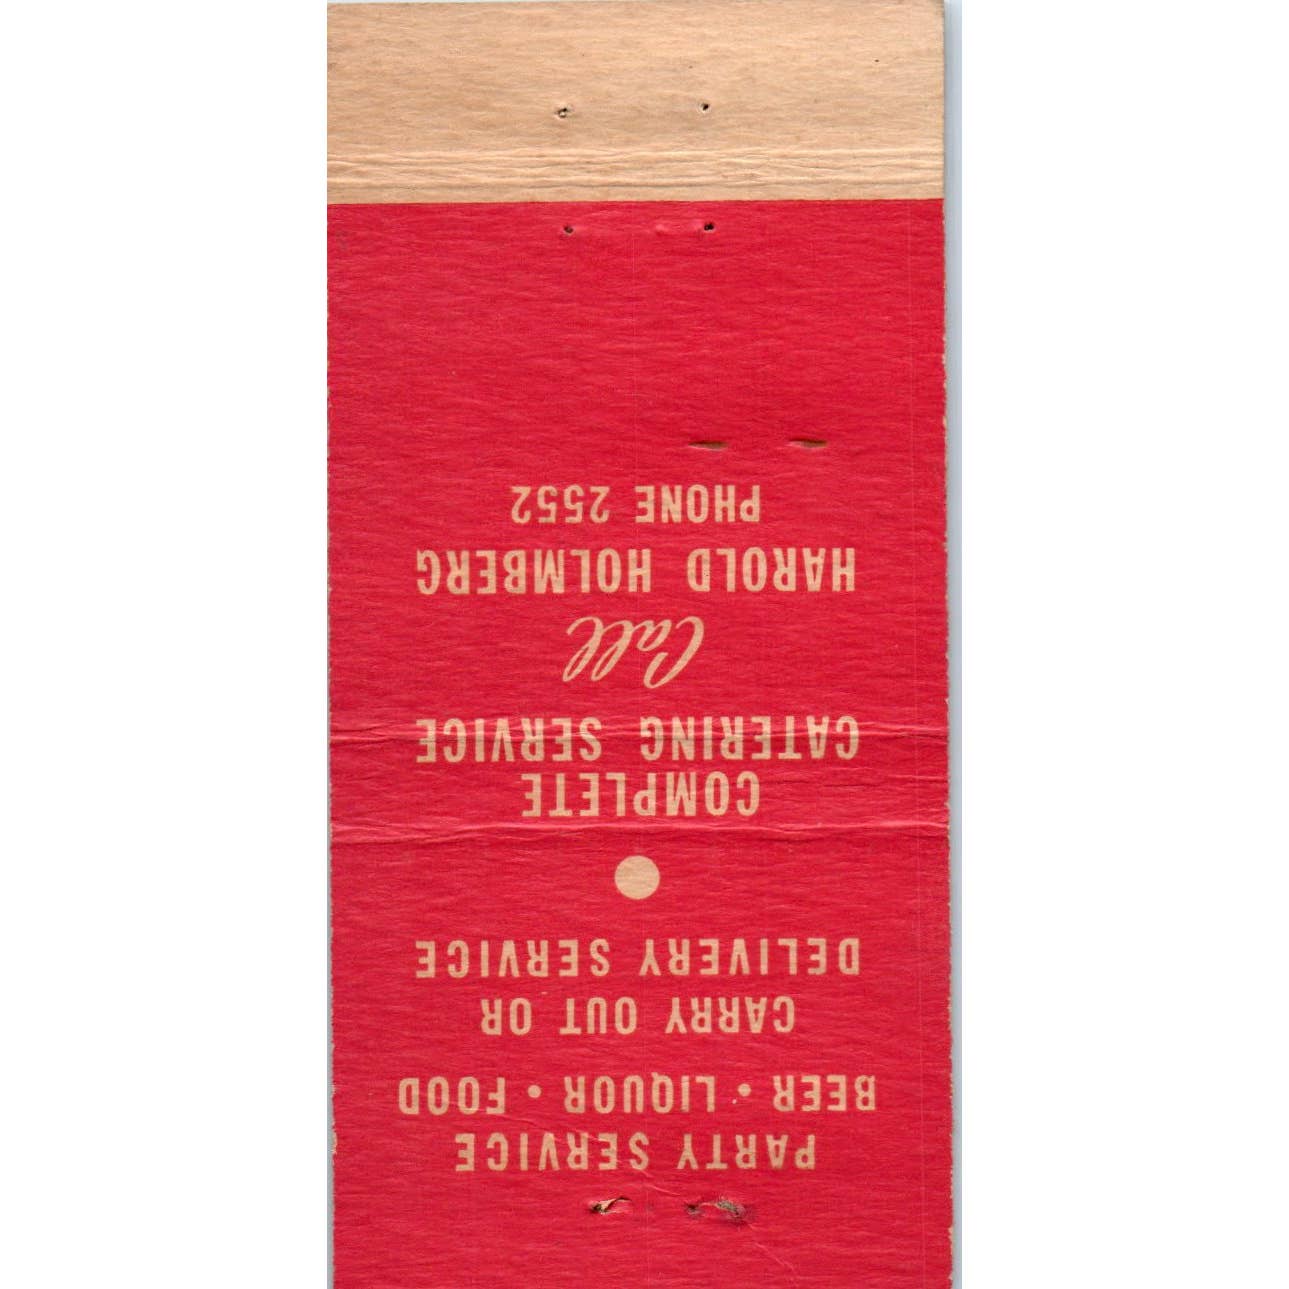 PARTY SERVICE
BEER • LIQUOR • FOOD
CARRY OUT OR
DELIVERY SERVICE
COMPLETE
CATERING SERVICE
Call
HAROLD HOLMBERG
PHONE 2552